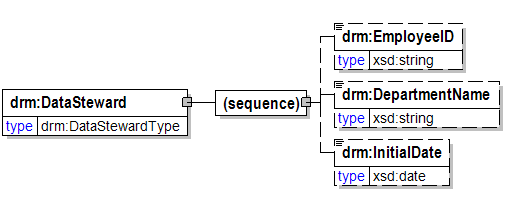 drm:EmployeeID
type xsd:string
drm:DataSteward
type drm:DataStewardType
(sequence)
drm:DepartmentName
type xsd:string
drm:InitialDate
type xsd:date